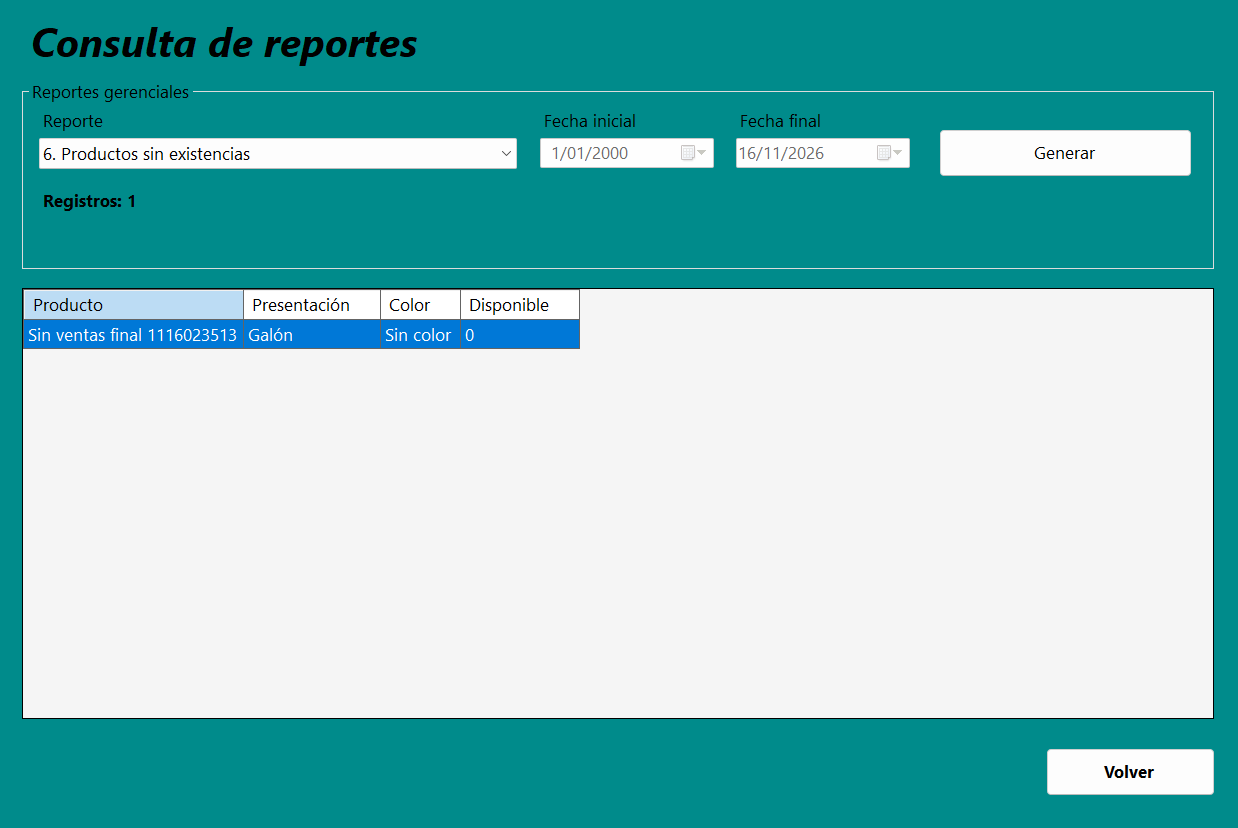 Consulta de reportes
Reportes gerenciales
Reporte Fecha inicial Fecha final
6. Productos sin existencias 1/01/2000 16/11/2026 Generar
Registros: 1
Producto Presentación Color Disponible
Sin ventas final 1116023513 Galón Sin color 0
Volver